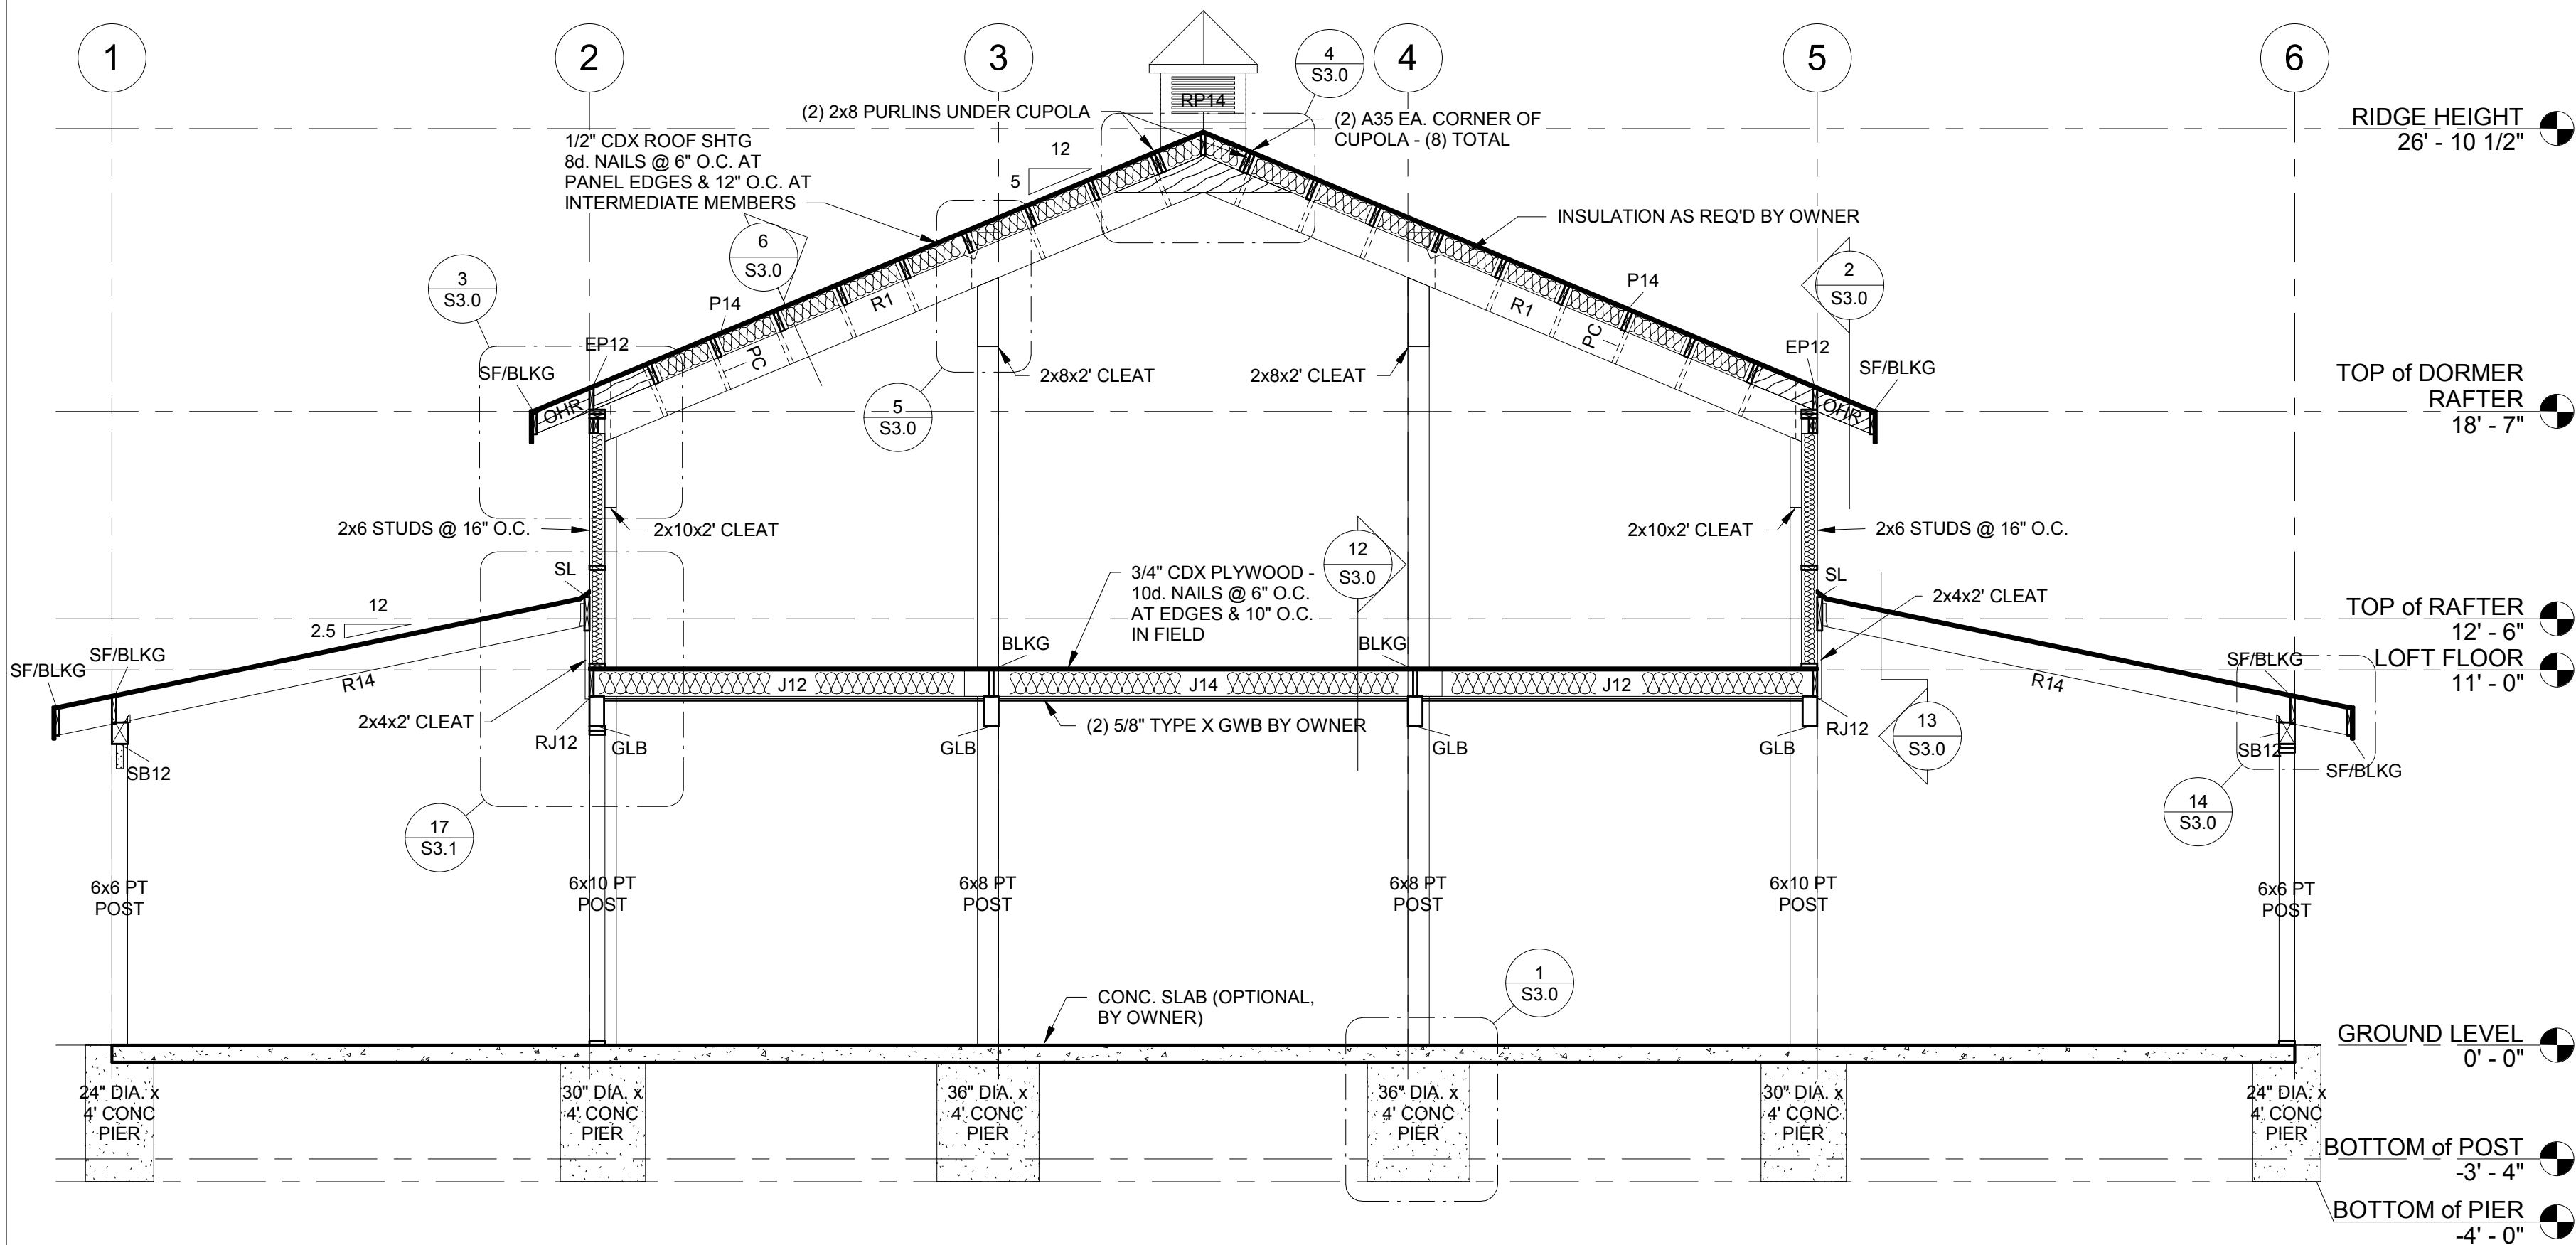 1
2
3
4
5
6
4
S3.0
RP14
(2) 2x8 PURLINS UNDER CUPOLA
(2) A35 EA. CORNER OF
CUPOLA - (8) TOTAL
RIDGE HEIGHT
26' - 10 1/2"
1/2" CDX ROOF SHTG
8d. NAILS @ 6" O.C. AT
PANEL EDGES & 12" O.C. AT
INTERMEDIATE MEMBERS
12
5
INSULATION AS REQ'D BY OWNER
6
S3.0
3
S3.0
2
S3.0
P14
R1
R1
P14
PC
PC
EP12
EP12
SF/BLKG
SF/BLKG
OHR
OHR
2x8x2' CLEAT
2x8x2' CLEAT
5
S3.0
TOP of DORMER
RAFTER
18' - 7"
2x6 STUDS @ 16" O.C.
2x10x2' CLEAT
2x10x2' CLEAT
2x6 STUDS @ 16" O.C.
12
S3.0
3/4" CDX PLYWOOD -
10d. NAILS @ 6" O.C.
AT EDGES & 10" O.C.
IN FIELD
SL
SL
2x4x2' CLEAT
12
2.5
TOP of RAFTER
12' - 6"
BLKG
BLKG
SF/BLKG
SF/BLKG
SF/BLKG
LOFT FLOOR
11' - 0"
R14
J12
J14
J12
R14
2x4x2' CLEAT
(2) 5/8" TYPE X GWB BY OWNER
RJ12
GLB
GLB
GLB
GLB
RJ12
13
S3.0
SB12
SB12
SF/BLKG
17
S3.1
14
S3.0
6x6 PT
POST
6x10 PT
POST
6x8 PT
POST
6x8 PT
POST
6x10 PT
POST
6x6 PT
POST
CONC. SLAB (OPTIONAL,
BY OWNER)
1
S3.0
GROUND LEVEL
0' - 0"
24" DIA. x
4' CONC
PIER
30" DIA. x
4' CONC
PIER
36" DIA. x
4' CONC
PIER
36" DIA. x
4' CONC
PIER
30" DIA. x
4' CONC
PIER
24" DIA. x
4' CONC
PIER
BOTTOM of POST
-3' - 4"
BOTTOM of PIER
-4' - 0"